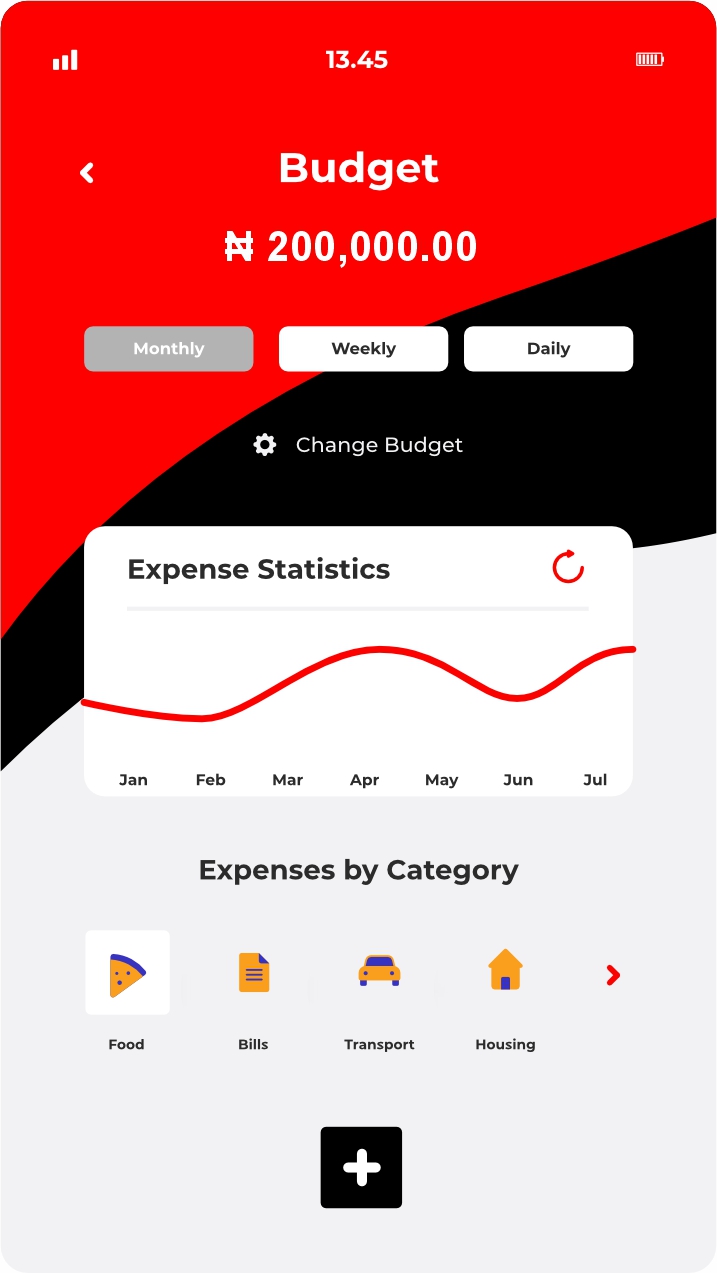 13.45
Budget
₦ 200,000.00
Monthly Weekly Daily
Change Budget
Expense Statistics
Jan Feb Mar Apr May Jun Jul
Expenses by Category
Food Bills Transport Housing